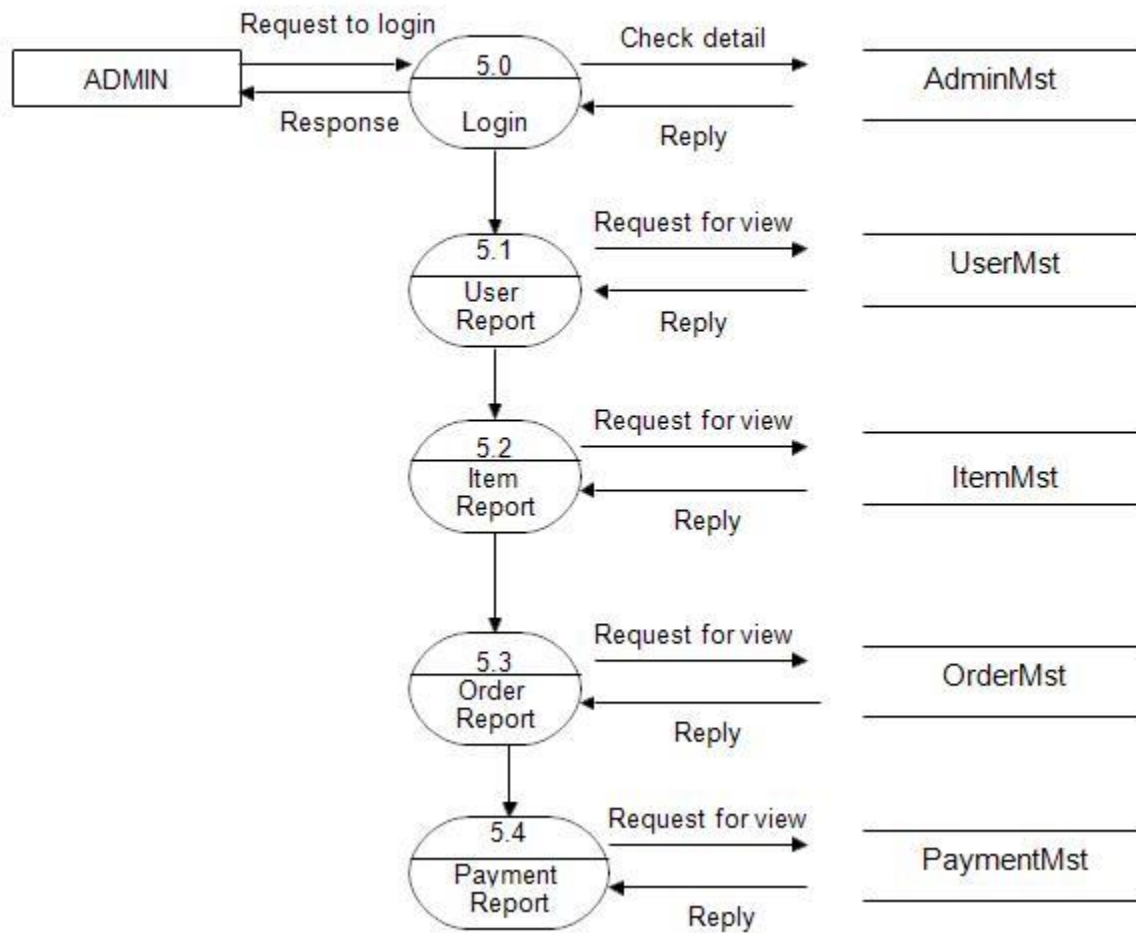 Request to login
Check detail
ADMIN
5.0
Login
AdminMst
Response
Reply
Request for view
5.1
User
Report
UserMst
Reply
Request for view
5.2
Item
Report
ItemMst
Reply
Request for view
5.3
Order
Report
OrderMst
Reply
Request for view
5.4
Payment
Report
PaymentMst
Reply